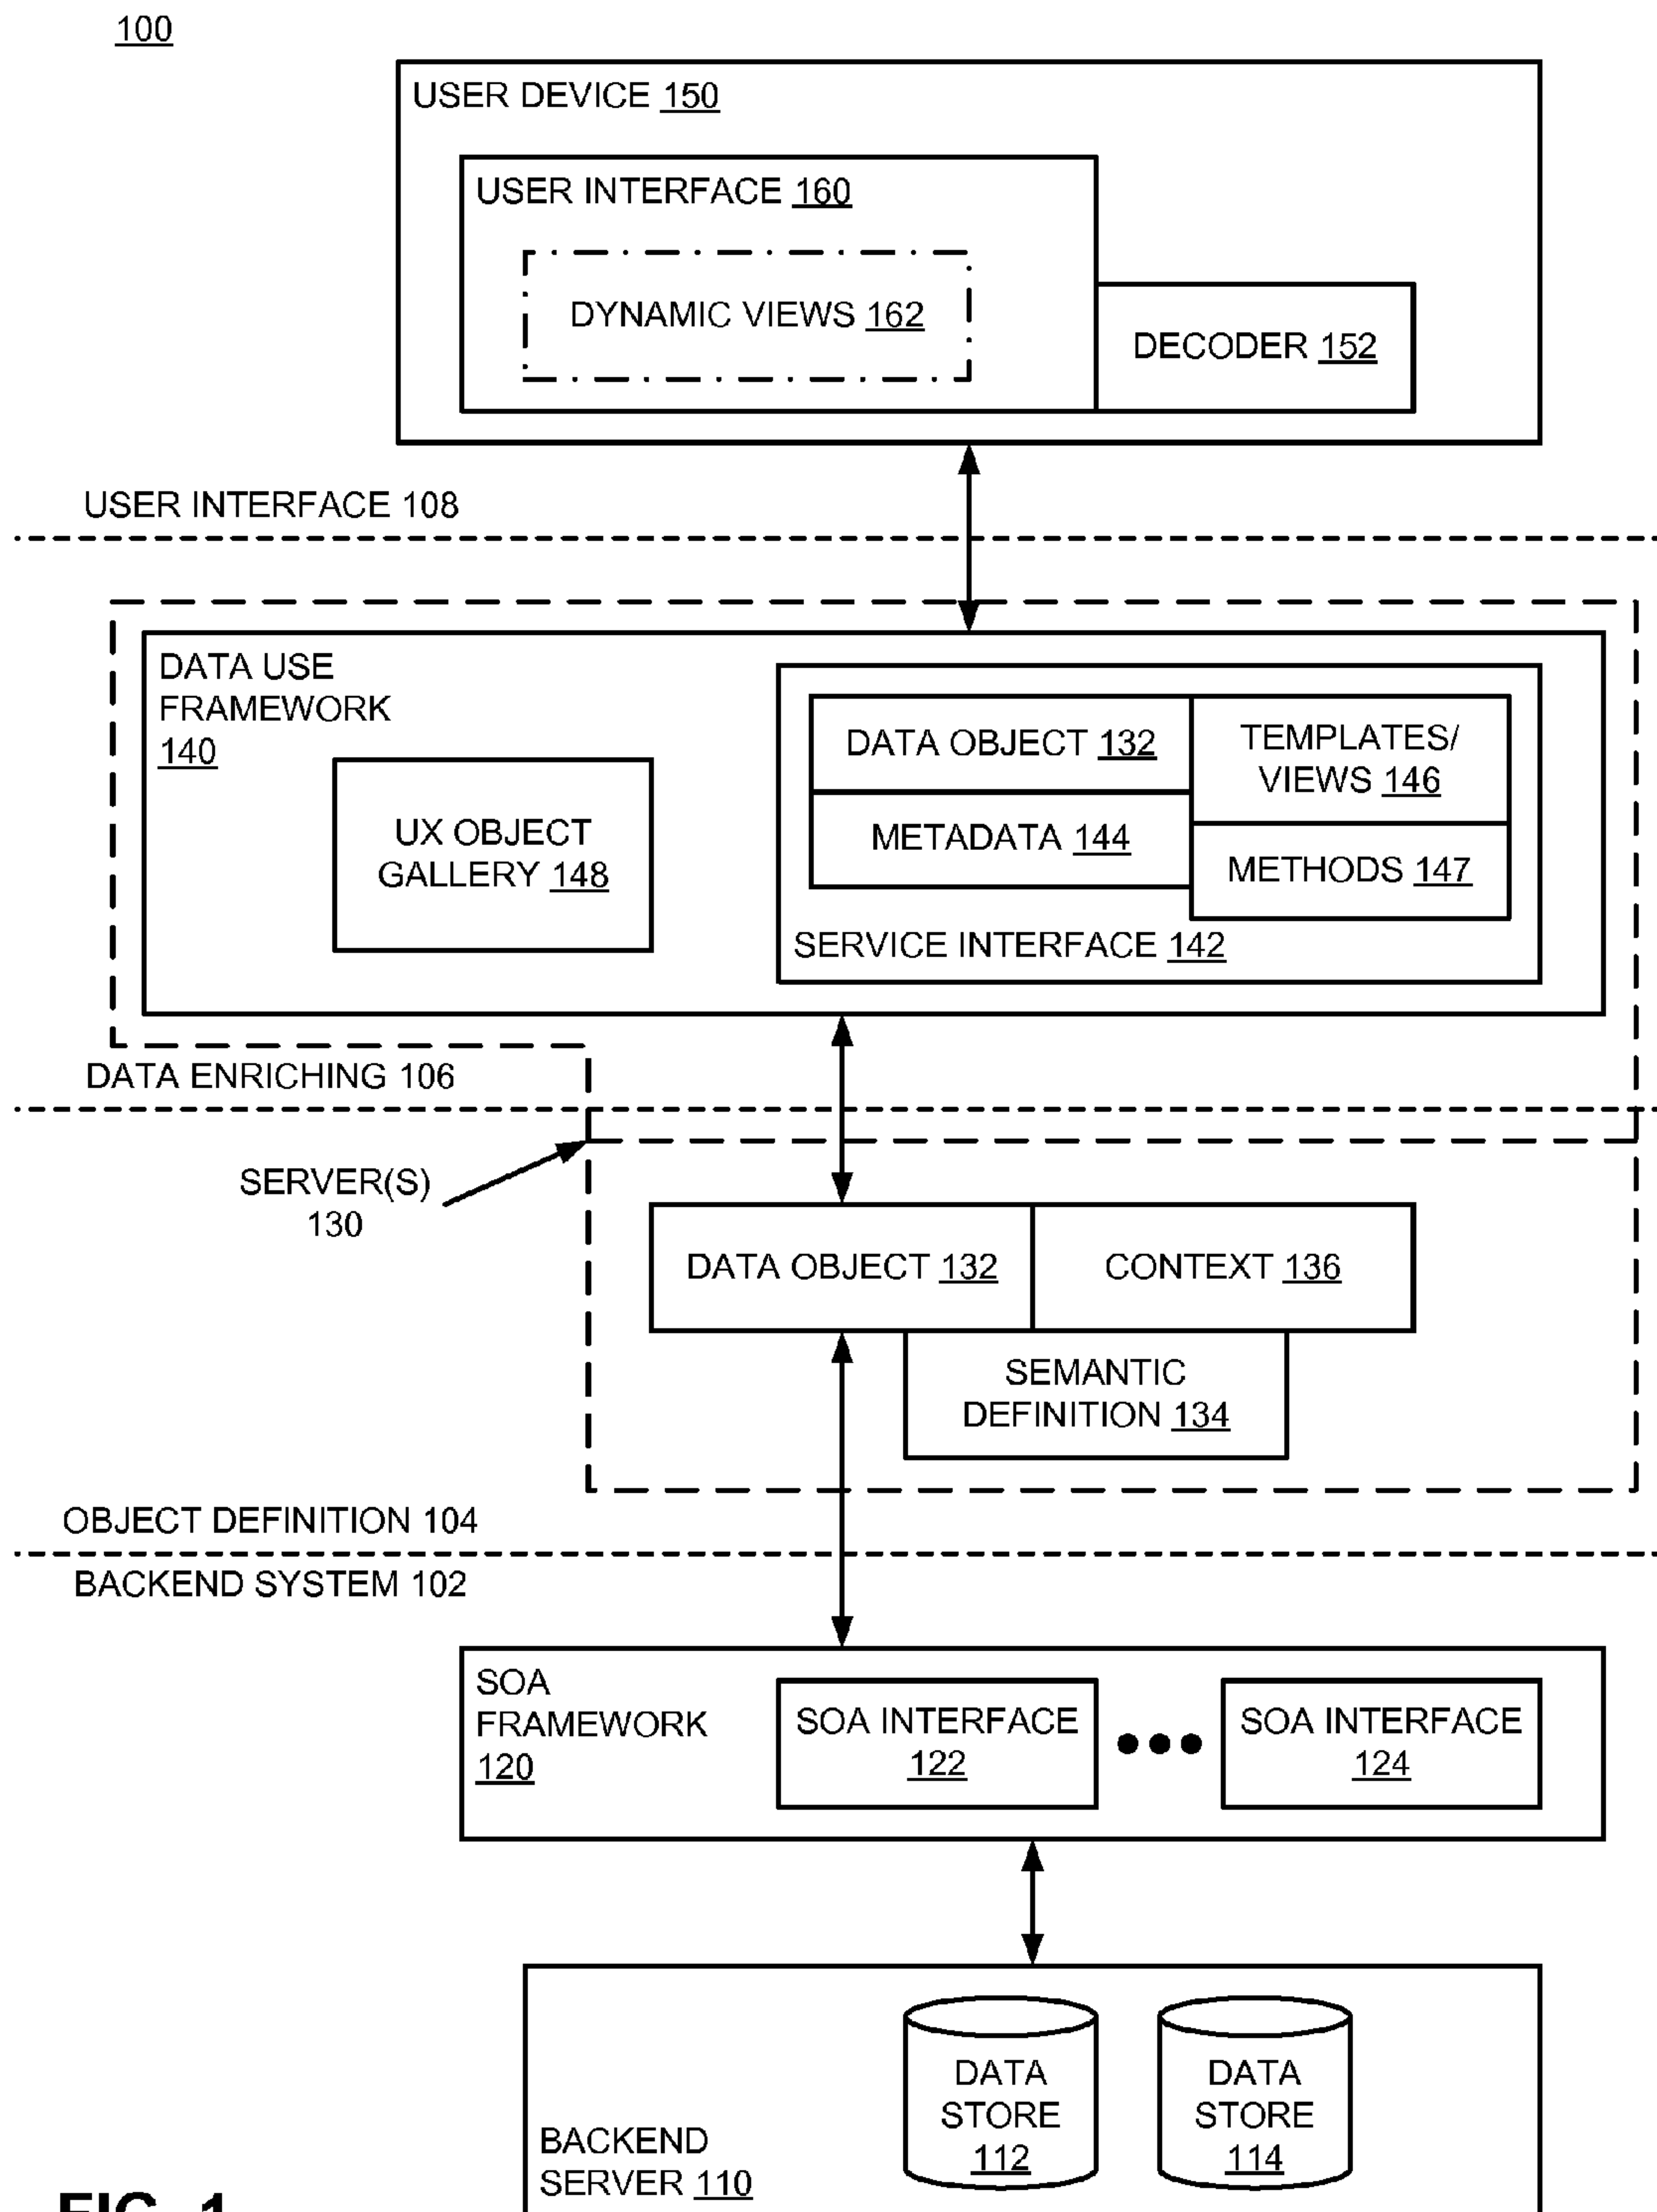 100
USER DEVICE 150
USER INTERFACE 160
DYNAMIC VIEWS 162
DECODER 152
USER INTERFACE 108
DATA USE
FRAMEWORK
140
UX OBJECT
GALLERY 148
DATA OBJECT 132
METADATA 144
TEMPLATES/
VIEWS 146
METHODS 147
SERVICE INTERFACE 142
DATA ENRICHING 106
SERVER(S)
130
DATA OBJECT 132
CONTEXT 136
SEMANTIC
DEFINITION 134
OBJECT DEFINITION 104
BACKEND SYSTEM 102
SOA
FRAMEWORK
120
SOA INTERFACE
122
SOA INTERFACE
124
DATA
STORE
112
DATA
STORE
114
BACKEND
SERVER 110
FIG. 1